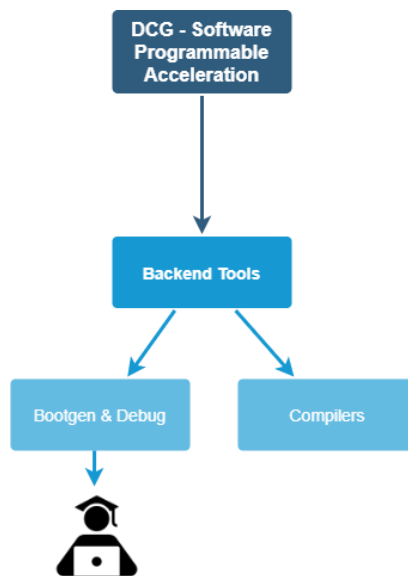 DCG - Software
Programmable
Acceleration
Backend Tools
Bootgen & Debug
Compilers